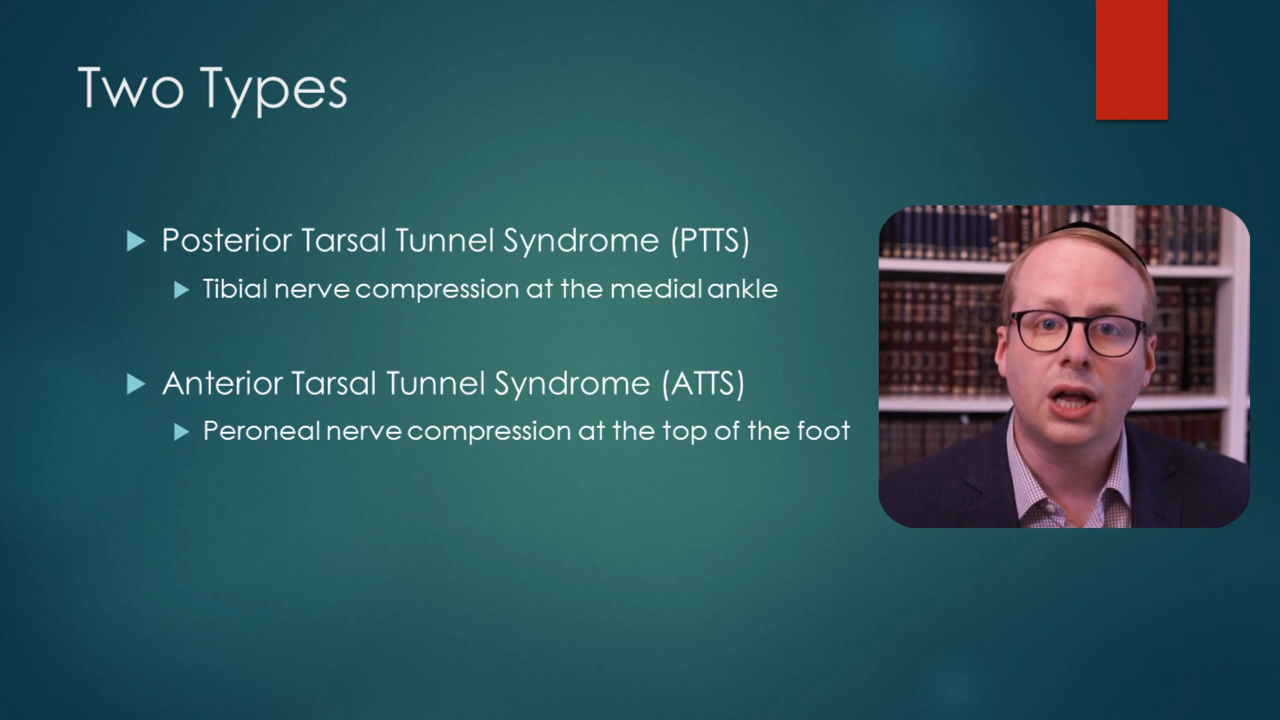 Two Types
Posterior Tarsal Tunnel Syndrome (PTTS)
Tibial nerve compression at the medial ankle
Anterior Tarsal Tunnel Syndrome (ATTS)
Peroneal nerve compression at the top of the foot